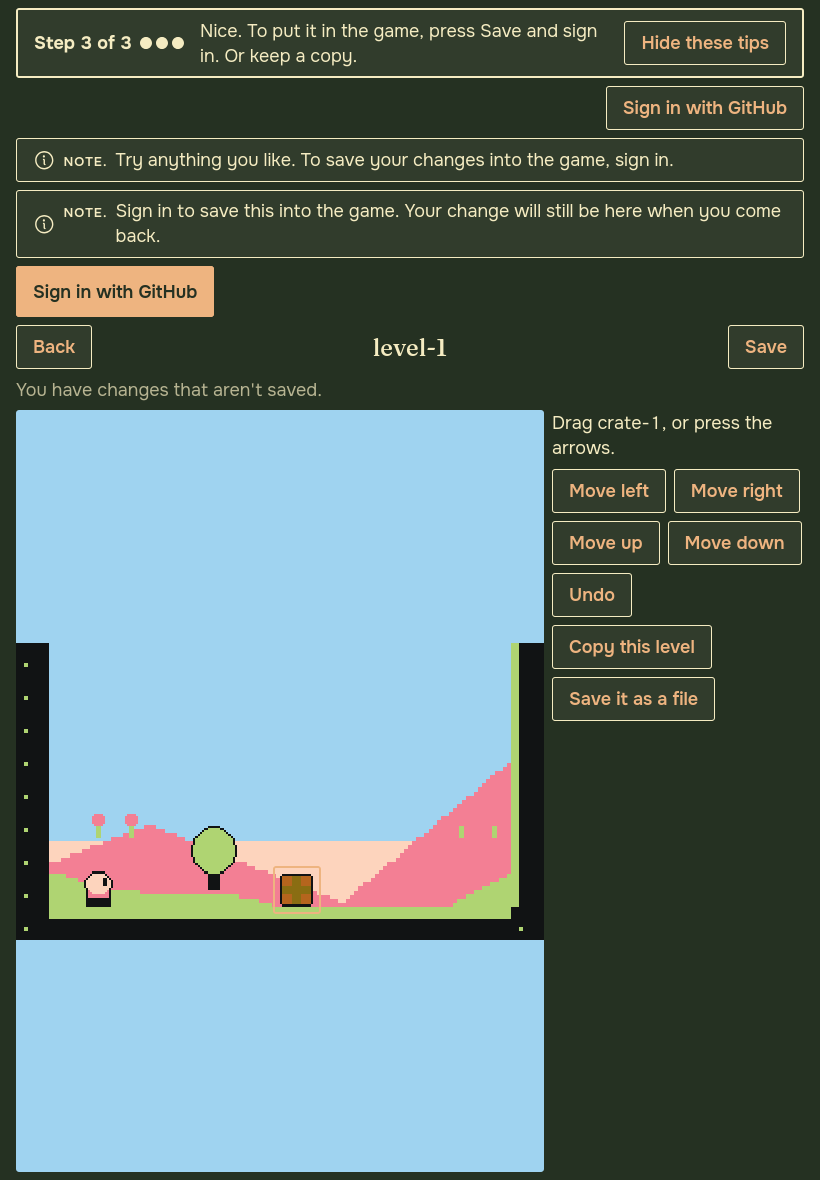 Step 3 of 3
Nice. To put it in the game, press Save and sign
in. Or keep a copy.
Hide these tips
Sign in with GitHub
NOTE. Try anything you like. To save your changes into the game, sign in.
NOTE. Sign in to save this into the game. Your change will still be here when you come
back.
Sign in with GitHub
Back
level-1
Save
You have changes that aren't saved.
Drag crate-1, or press the
arrows.
Move left
Move right
Move up
Move down
Undo
Copy this level
Save it as a file